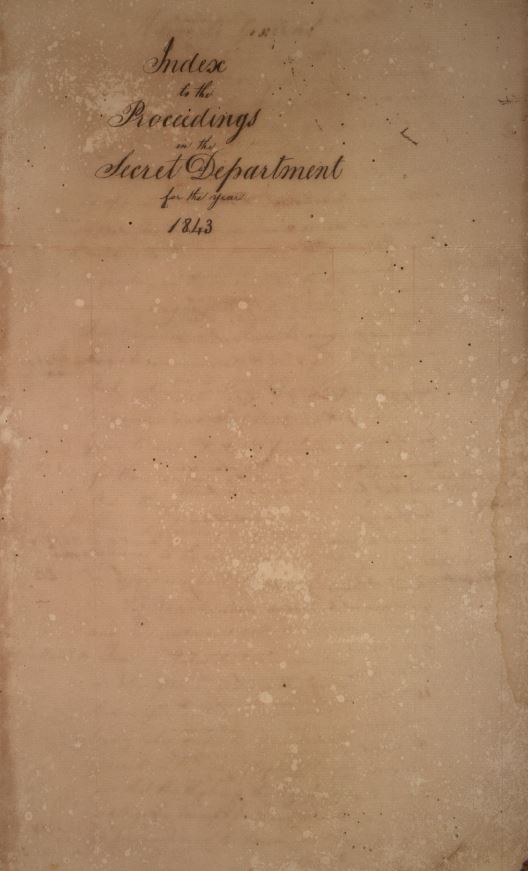 Index
to the
Proceedings
in the
Secret Department
for the year
1843